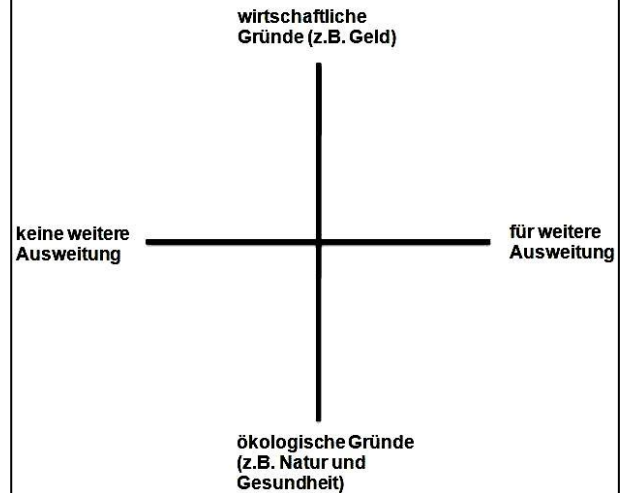 wirtschaftliche
Gründe (z.B. Geld)
keine weitere
Ausweitung
für weitere
Ausweitung
ökologische Gründe
(z.B. Natur und
Gesundheit)